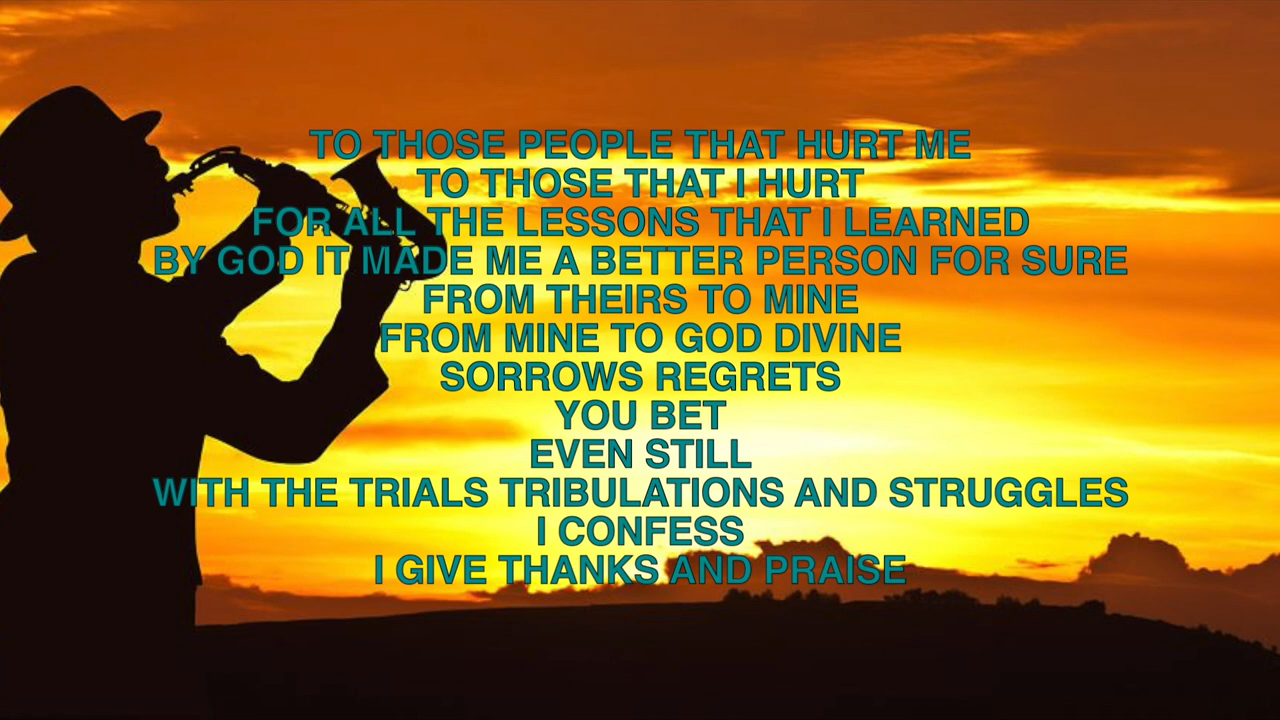 TO THOSE PEOPLE THAT HURT ME
TO THOSE THAT I HURT
FOR ALL THE LESSONS THAT I LEARNED
BY GOD IT MADE ME A BETTER PERSON FOR SURE
FROM THEIRS TO MINE
FROM MINE TO GOD DIVINE
SORROWS REGRETS
YOU BET
EVEN STILL
WITH THE TRIALS TRIBULATIONS AND STRUGGLES
I CONFESS
I GIVE THANKS AND PRAISE